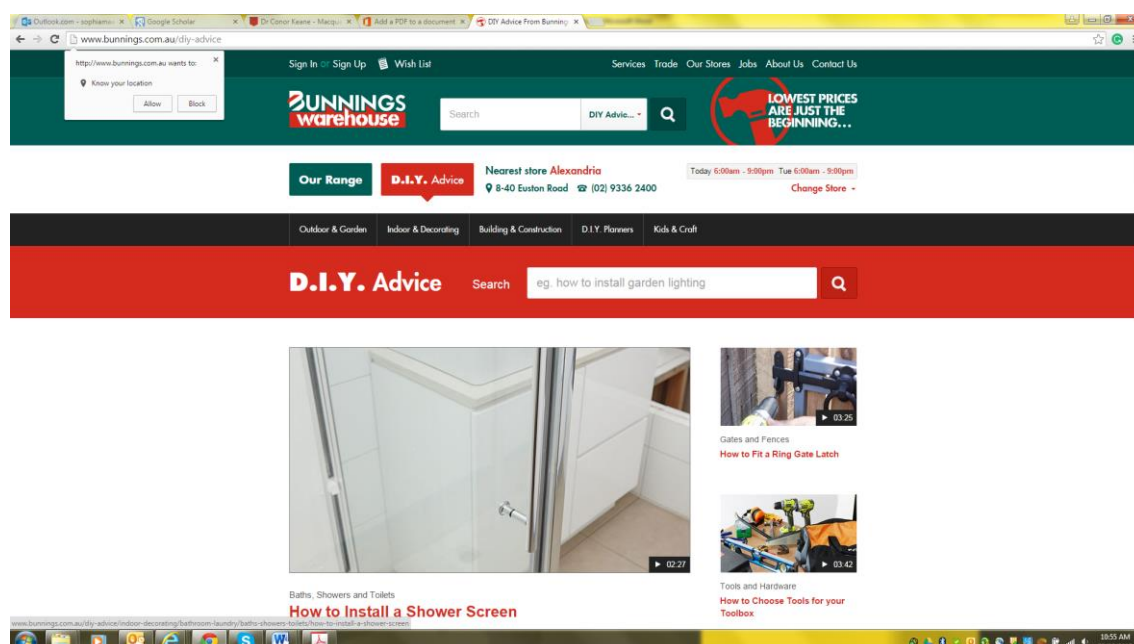 Outlook.com - sophiamo
Google Scholar
Dr Conor Keane - Macqua
Add a PDF to a document
DIY Advice From Bunning
www.bunnings.com.au/diy-advice
http://www.bunnings.com.au wants to:
Know your location
Allow Block
Sign In or Sign Up Wish List
Services Trade Our Stores Jobs About Us Contact Us
BUNNINGS
warehouse
Search
DIY Advic...
LOWEST PRICES
ARE JUST THE
BEGINNING...
Our Range
D.I.Y. Advice
Nearest store Alexandria
8-40 Euston Road (02) 9336 2400
Today 6:00am - 9:00pm Tue 6:00am - 9:00pm
Change Store
Outdoor & Garden Indoor & Decorating Building & Construction D.I.Y. Planners Kids & Craft
D.I.Y. Advice Search eg. how to install garden lighting
03:25
Gates and Fences
How to Fit a Ring Gate Latch
02:27
03:42
Baths, Showers and Toilets
How to Install a Shower Screen
Tools and Hardware
How to Choose Tools for your
Toolbox
www.bunnings.com.au/diy-advice/indoor-decorating/bathroom-laundry/baths-showers-toilets/how-to-install-a-shower-screen
10:55 AM